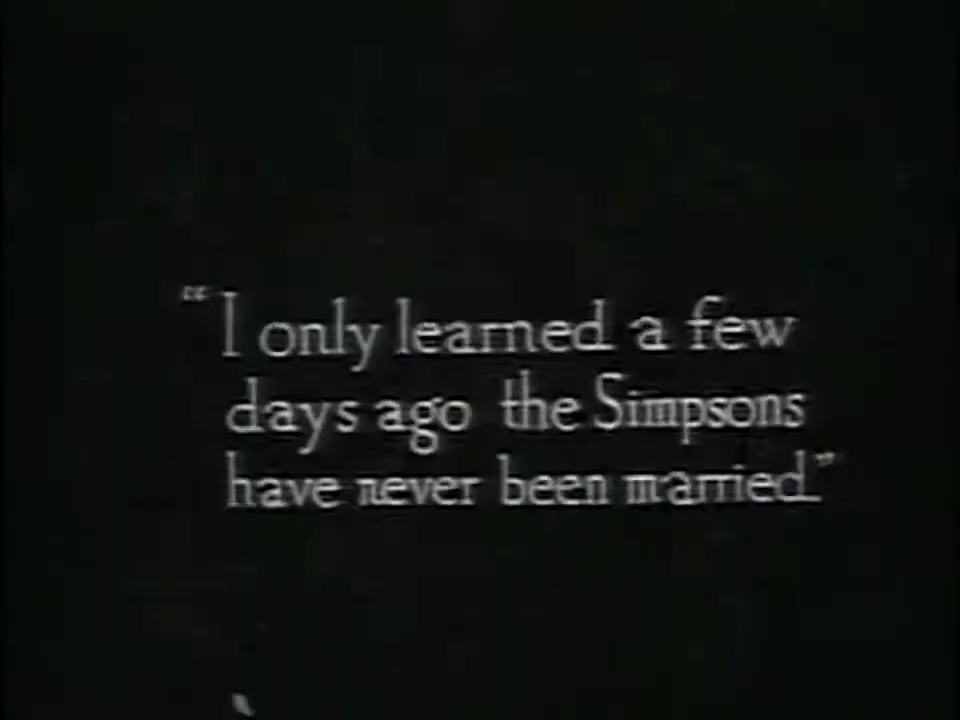 “I only learned a few
days ago the Simpsons
have never been married.”